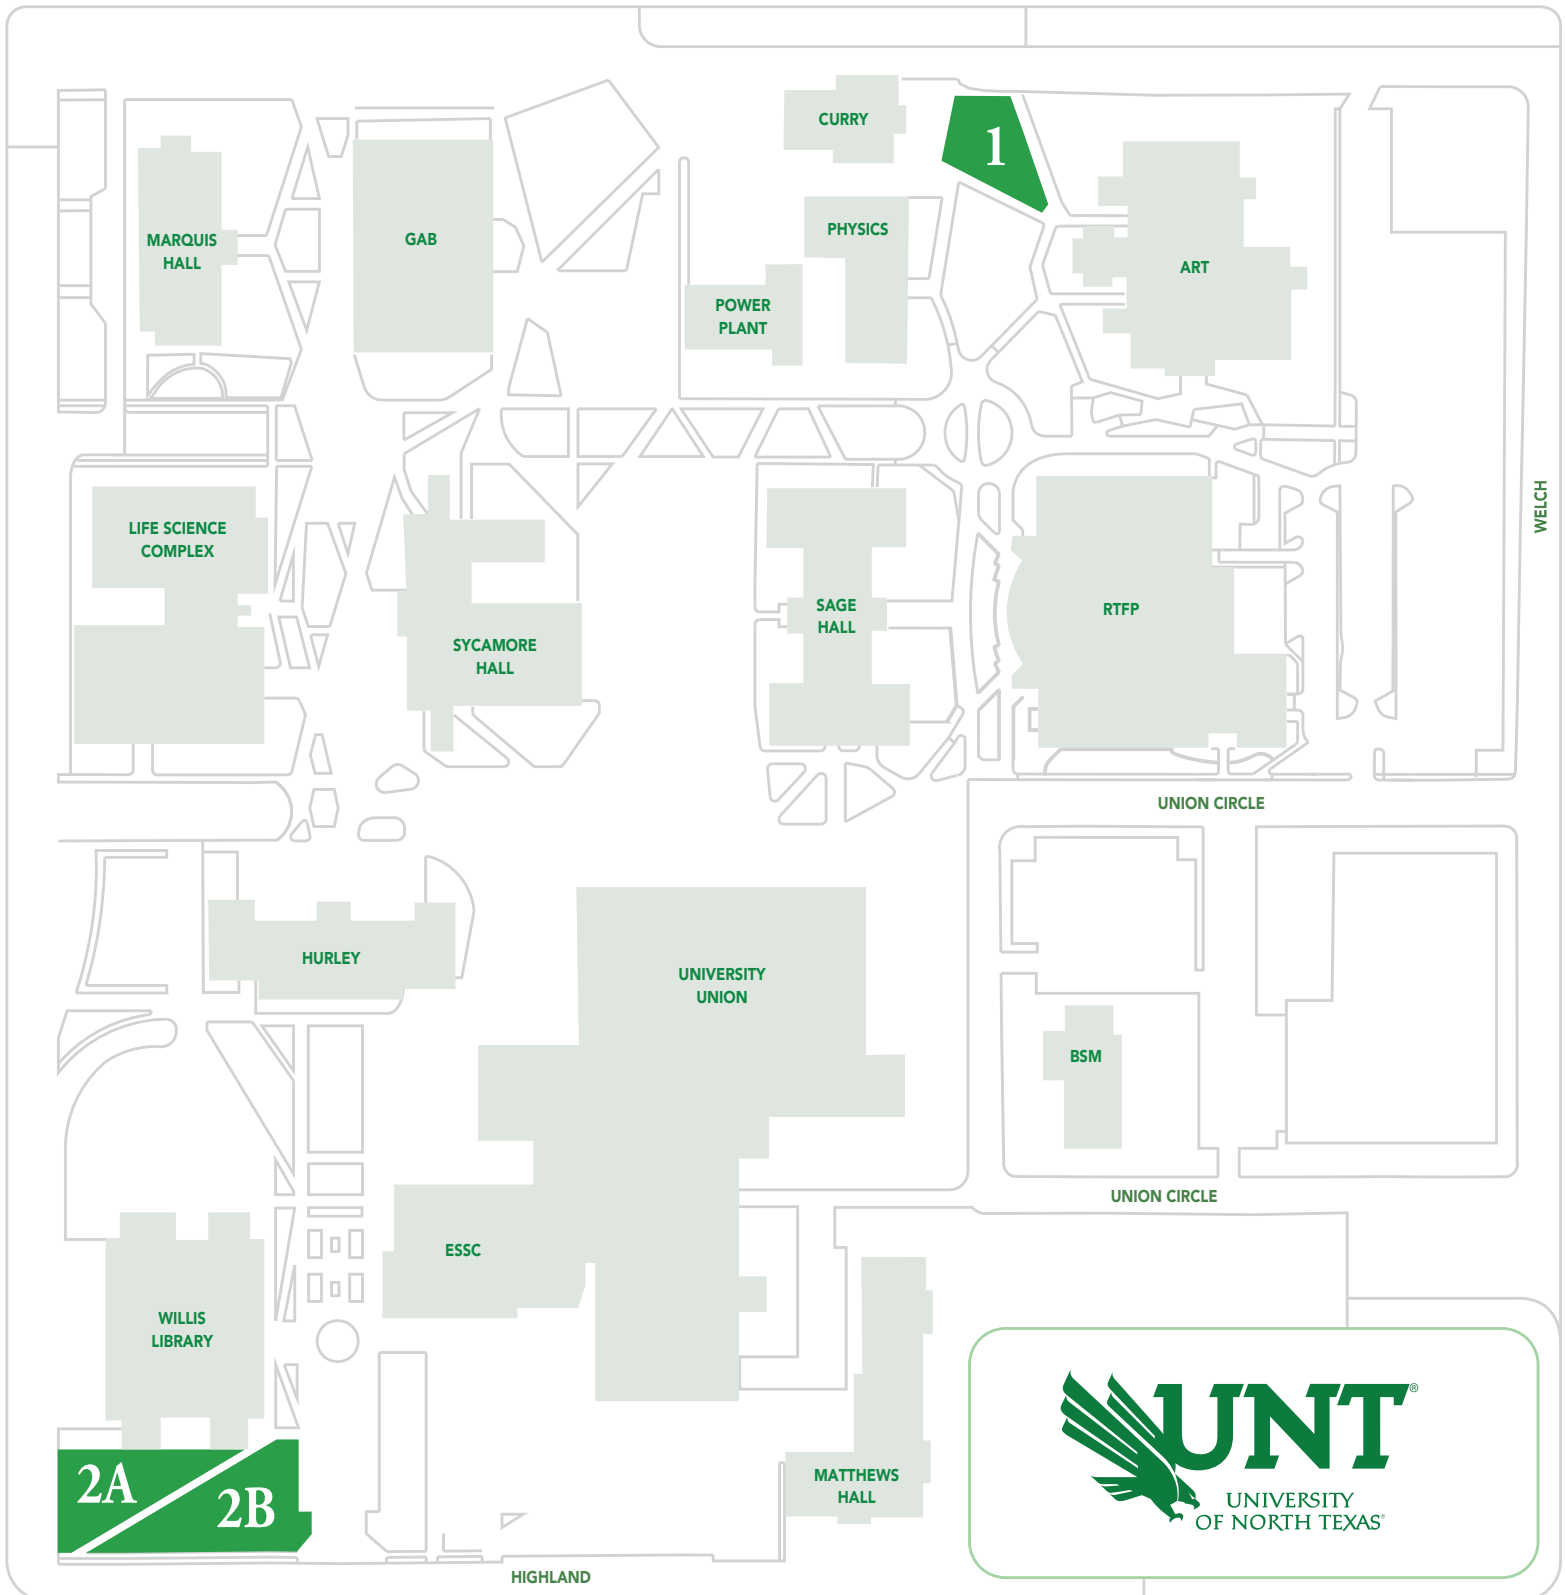 CURRY
1
MARQUIS
HALL
GAB
PHYSICS
ART
POWER
PLANT
LIFE SCIENCE
COMPLEX
WELCH
SAGE
HALL
RTFP
SYCAMORE
HALL
UNION CIRCLE
HURLEY
UNIVERSITY
UNION
BSM
UNION CIRCLE
ESSC
WILLIS
LIBRARY
UNT®
UNIVERSITY
OF NORTH TEXAS®
MATTHEWS
HALL
2A
2B
HIGHLAND